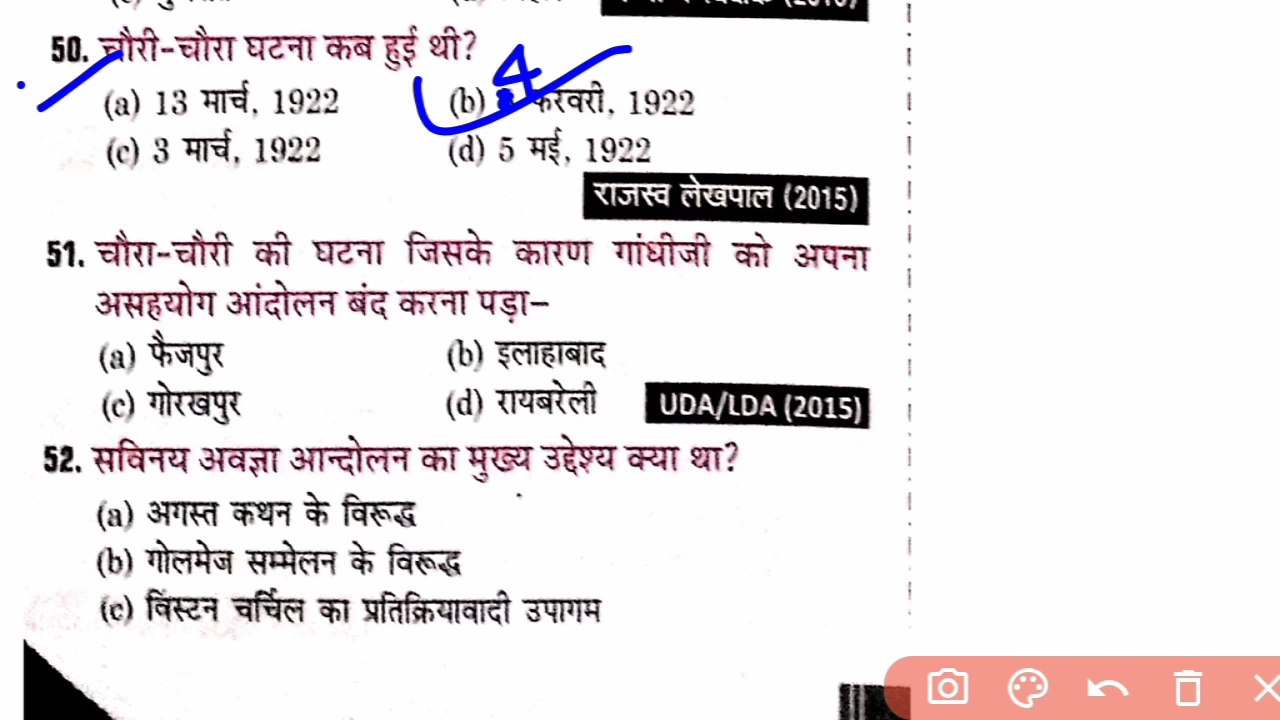 50. चौरी-चौरा घटना कब हुई थी?
(a) 13 मार्च, 1922 (b) 4 फरवरी, 1922
(c) 3 मार्च, 1922 (d) 5 मई, 1922
राजस्व लेखपाल (2015)
51. चौरा-चौरी की घटना जिसके कारण गांधीजी को अपना
असहयोग आंदोलन बंद करना पड़ा-
(a) फैजपुर (b) इलाहाबाद
(c) गोरखपुर (d) रायबरेली UDA/LDA (2015)
52. सविनय अवज्ञा आन्दोलन का मुख्य उद्देश्य क्या था?
(a) अगस्त कथन के विरूद्ध
(b) गोलमेज सम्मेलन के विरूद्ध
(c) विंस्टन चर्चिल का प्रतिक्रियावादी उपागम